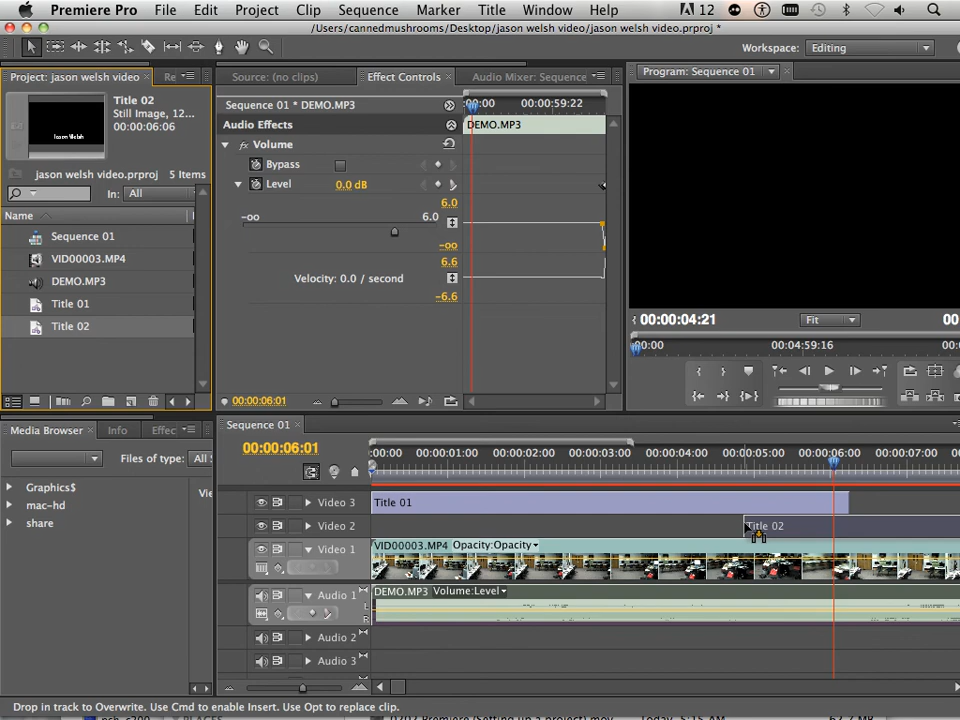 Premiere Pro File Edit Project Clip Sequence Marker Title Window Help 12
/Users/cannedmushrooms/Desktop/jason welsh video/jason welsh video.prproj *
Workspace: Editing
Project: jason welsh video × Re
Source: (no clips) Effect Controls × Audio Mixer: Sequence
Program: Sequence 01
Title 02
Still Image, 12...
00:00:06:06
Jason Welsh
jason welsh video.prproj 5 Items
In: All
Name
Sequence 01
VID00003.MP4
DEMO.MP3
Title 01
Title 02
Sequence 01 * DEMO.MP3
:00:00 00:00:59:22
Audio Effects
DEMO.MP3
fx Volume
Bypass
Level 0.0 dB
6.0
-oo 6.0
-oo
6.6
Velocity: 0.0 / second
-6.6
00:00:06:01
00:00:04:21 Fit 00
00:00 00:04:59:16
Media Browser × Info Effec
Files of type: All
Graphics$
mac-hd
share
Vie
Sequence 01 ×
00:00:06:01
:00:00 00:00:01:00 00:00:02:00 00:00:03:00 00:00:04:00 00:00:05:00 00:00:06:00 00:00:07:00
Video 3 Title 01
Video 2 Title 02
Video 1 VID00003.MP4 Opacity:Opacity
Audio 1 DEMO.MP3 Volume:Level
L
R
Audio 2
Audio 3
Drop in track to Overwrite. Use Cmd to enable Insert. Use Opt to replace clip.